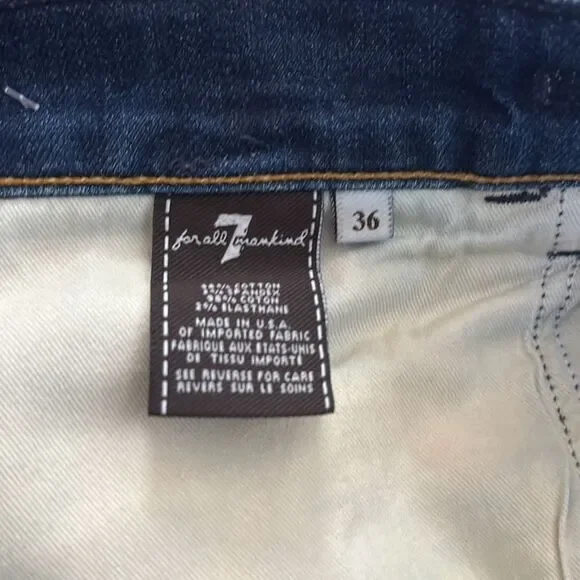 7
for all mankind
36
98% COTTON
2% SPANDEX
98% COTON
2% ELASTHANE
MADE IN U.S.A.
OF IMPORTED FABRIC
FABRIQUE AUX ETATS-UNIS
DE TISSU IMPORTÉ
SEE REVERSE FOR CARE
REVERS SUR LE SOINS